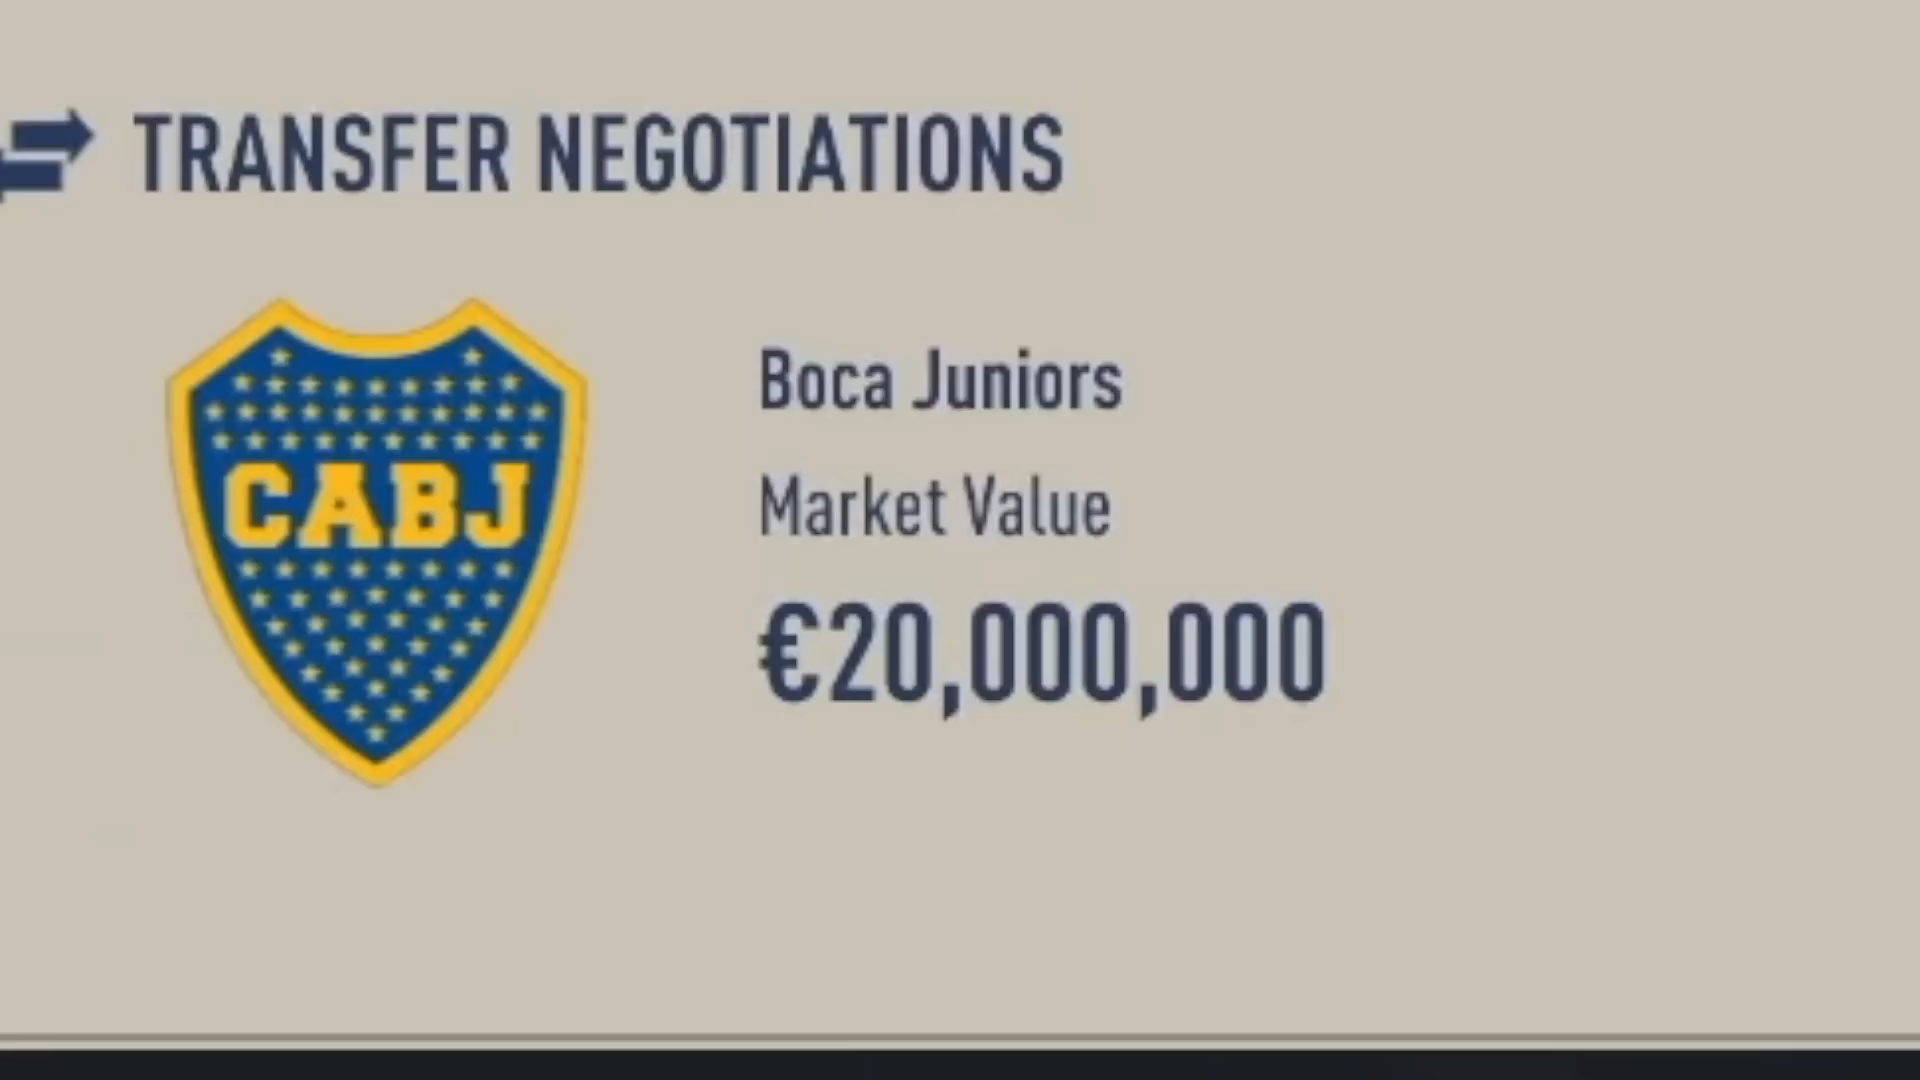 TRANSFER NEGOTIATIONS
CABJ
Boca Juniors
Market Value
€20,000,000